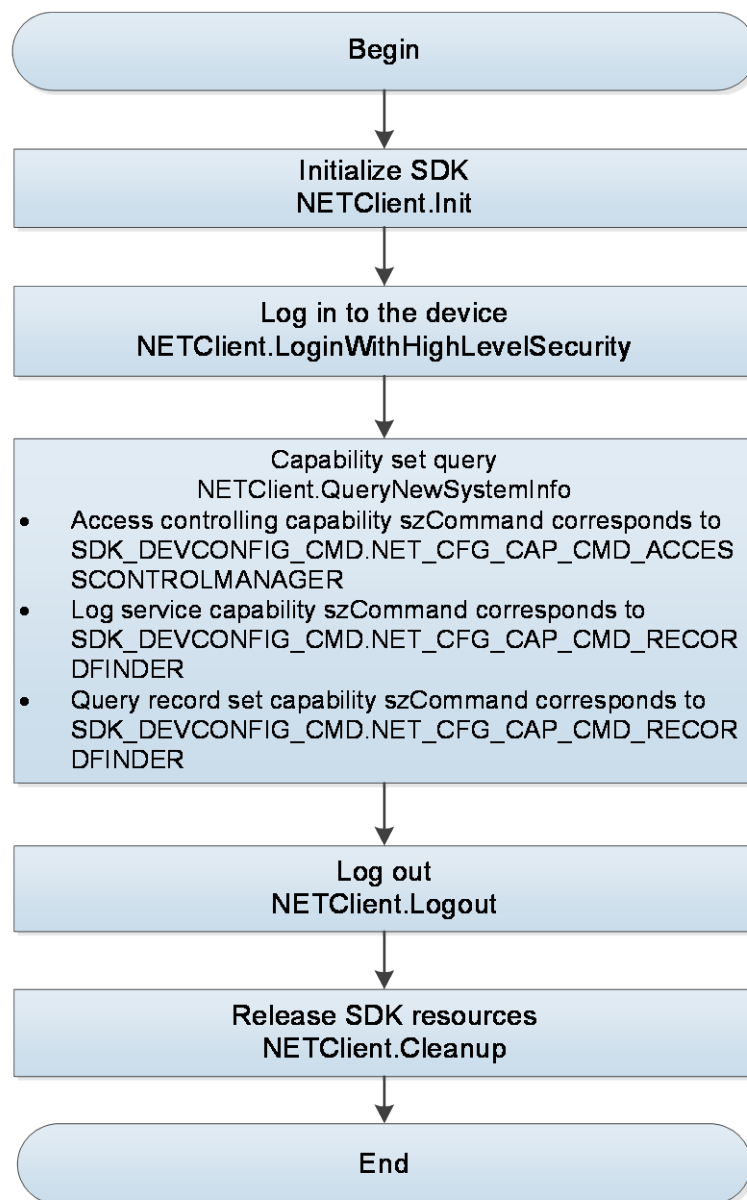 Begin
Initialize SDK
NETClient.Init
Log in to the device
NETClient.LoginWithHighLevelSecurity
Capability set query
NETClient.QueryNewSystemInfo
• Access controlling capability szCommand corresponds to
SDK_DEVCONFIG_CMD.NET_CFG_CAP_CMD_ACCES
SCONTROLMANAGER
• Log service capability szCommand corresponds to
SDK_DEVCONFIG_CMD.NET_CFG_CAP_CMD_RECOR
DFINDER
• Query record set capability szCommand corresponds to
SDK_DEVCONFIG_CMD.NET_CFG_CAP_CMD_RECOR
DFINDER
Log out
NETClient.Logout
Release SDK resources
NETClient.Cleanup
End